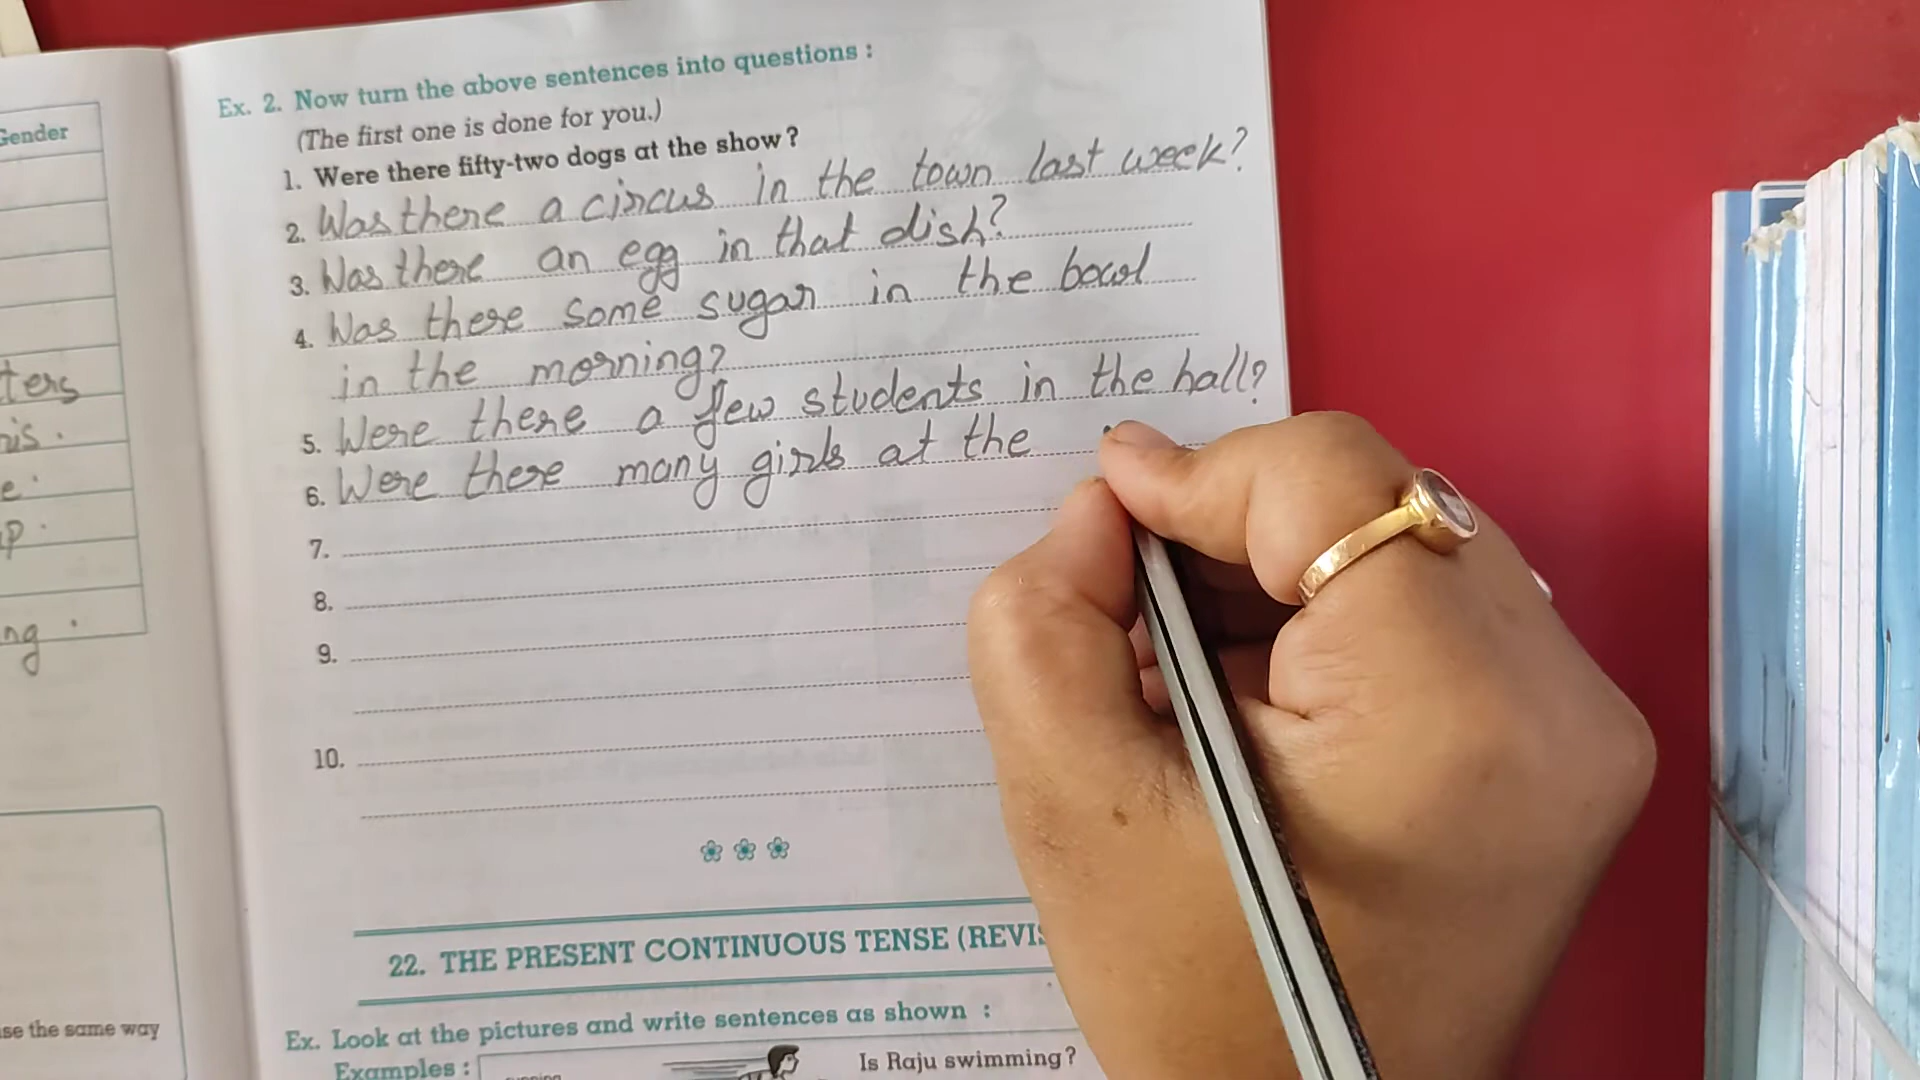 Gender
ters
is.
e.
p.
ng.
se the same way
Ex. 2. Now turn the above sentences into questions :
(The first one is done for you.)
1. Were there fifty-two dogs at the show?
2. Was there a circus in the town last week?
3. Was there an egg in that dish?
4. Was there some sugar in the bowl
in the morning?
5. Were there a few students in the hall?
6. Were there many girls at the
7.
8.
9.
10.
22. THE PRESENT CONTINUOUS TENSE (REVIS
Ex. Look at the pictures and write sentences as shown :
Examples :
Is Raju swimming?